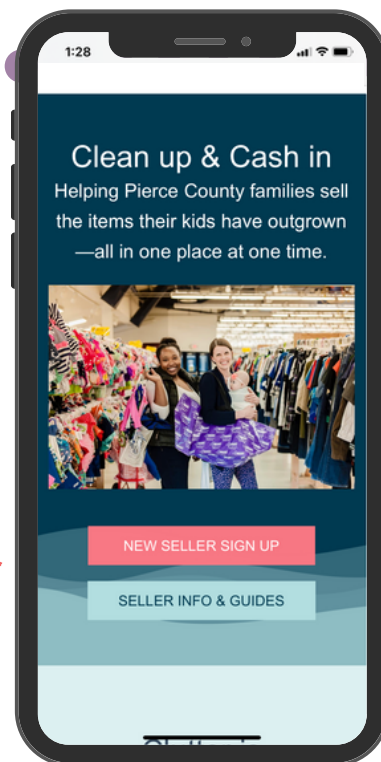 1:28
Clean up & Cash in
Helping Pierce County families sell
the items their kids have outgrown
—all in one place at one time.
NEW SELLER SIGN UP
SELLER INFO & GUIDES